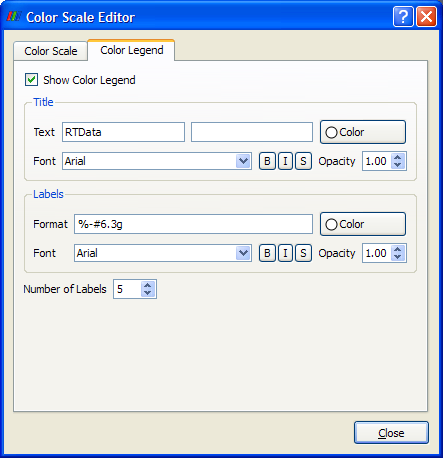 Color Scale Editor
Color Scale Color Legend
Show Color Legend
Title
Text RTData Color
Font Arial B I S Opacity 1.00
Labels
Format %-#6.3g Color
Font Arial B I S Opacity 1.00
Number of Labels 5
Close